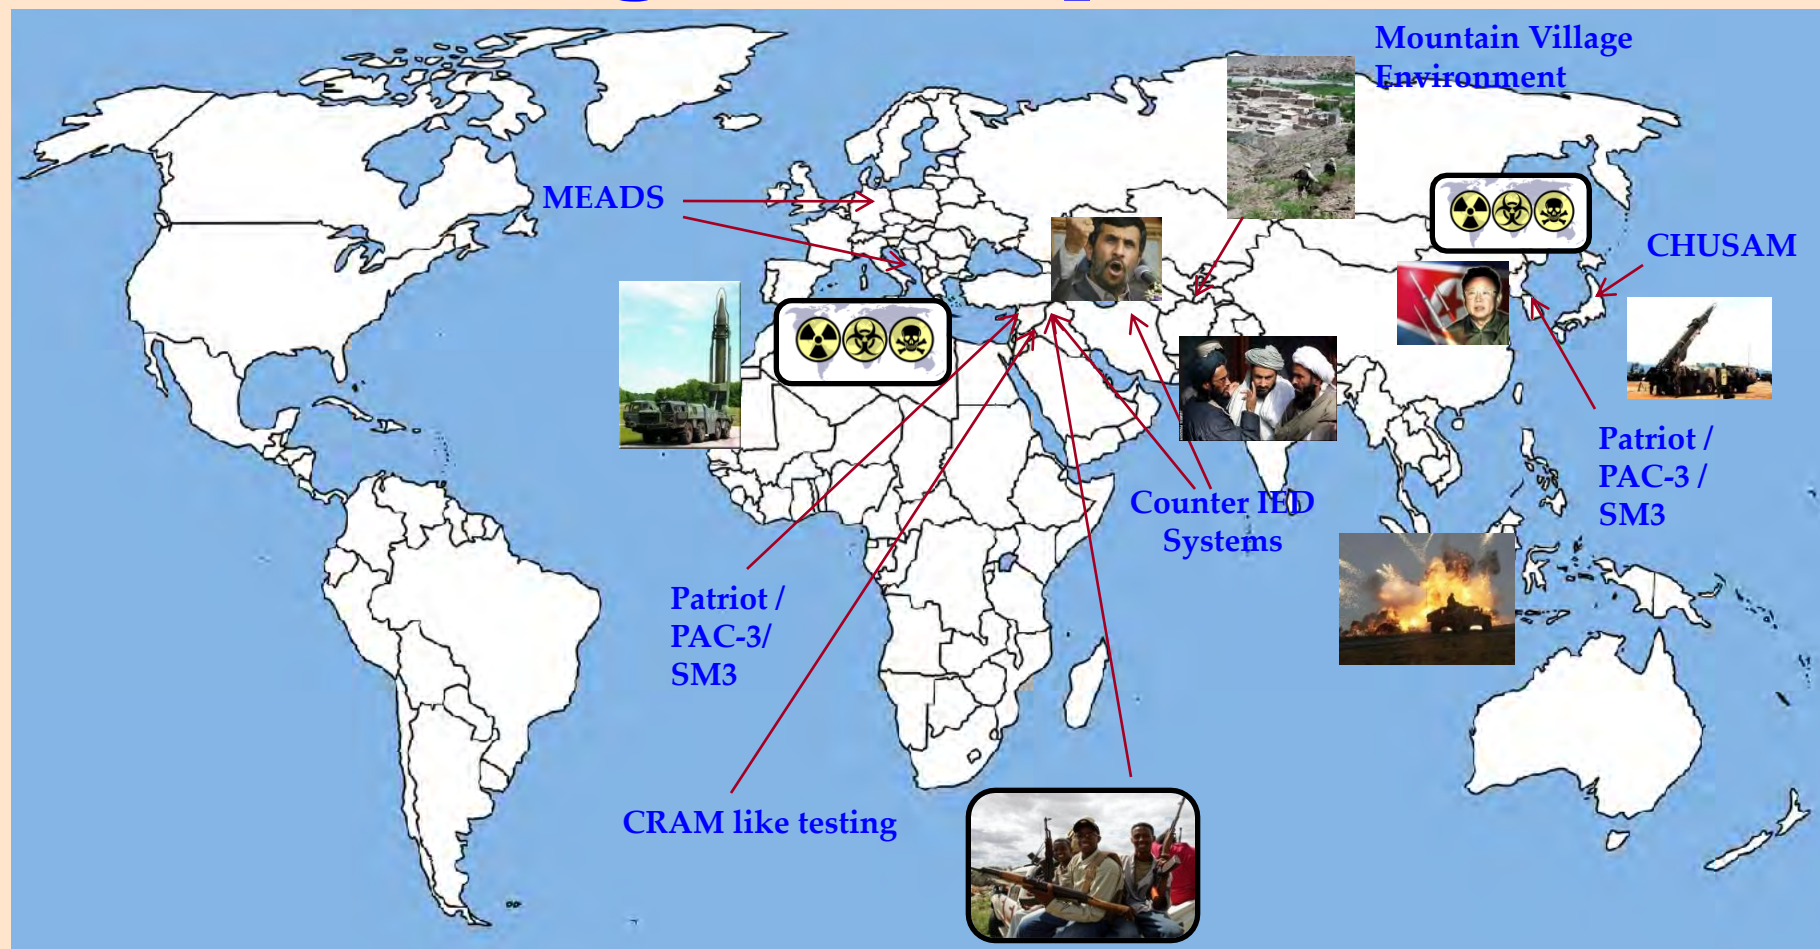 Mountain Village
Environment
MEADS
CHUSAM
Patriot /
PAC-3 /
SM3
Counter IED
Systems
Patriot /
PAC-3/
SM3
CRAM like testing